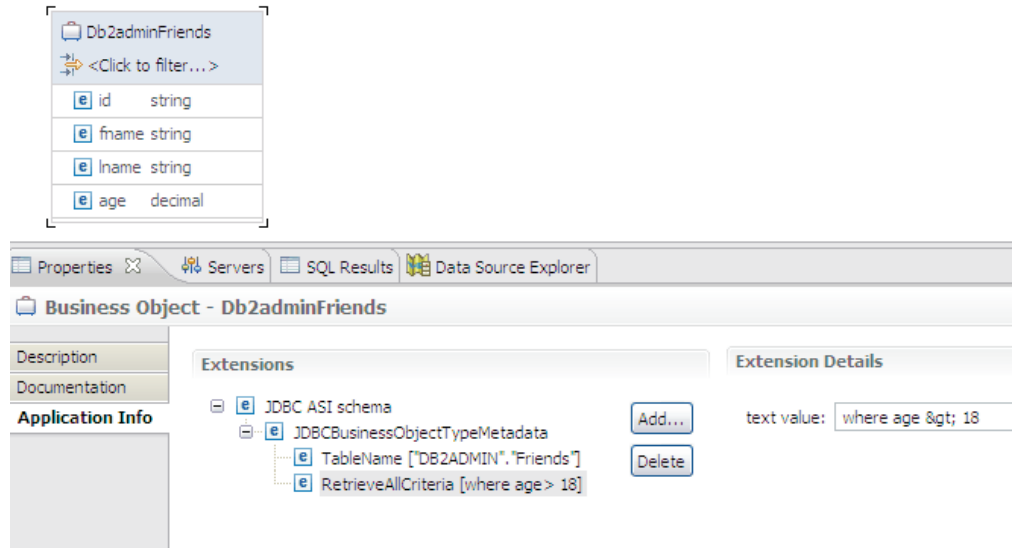 Db2adminFriends
<Click to filter...>
e id string
e fname string
e lname string
e age decimal
Properties Servers SQL Results Data Source Explorer
Business Object - Db2adminFriends
Description
Documentation
Application Info
Extensions
e JDBC ASI schema
e JDBCBusinessObjectTypeMetadata
e TableName ["DB2ADMIN"."Friends"]
e RetrieveAllCriteria [where age> 18]
Add...
Delete
Extension Details
text value: where age &gt; 18